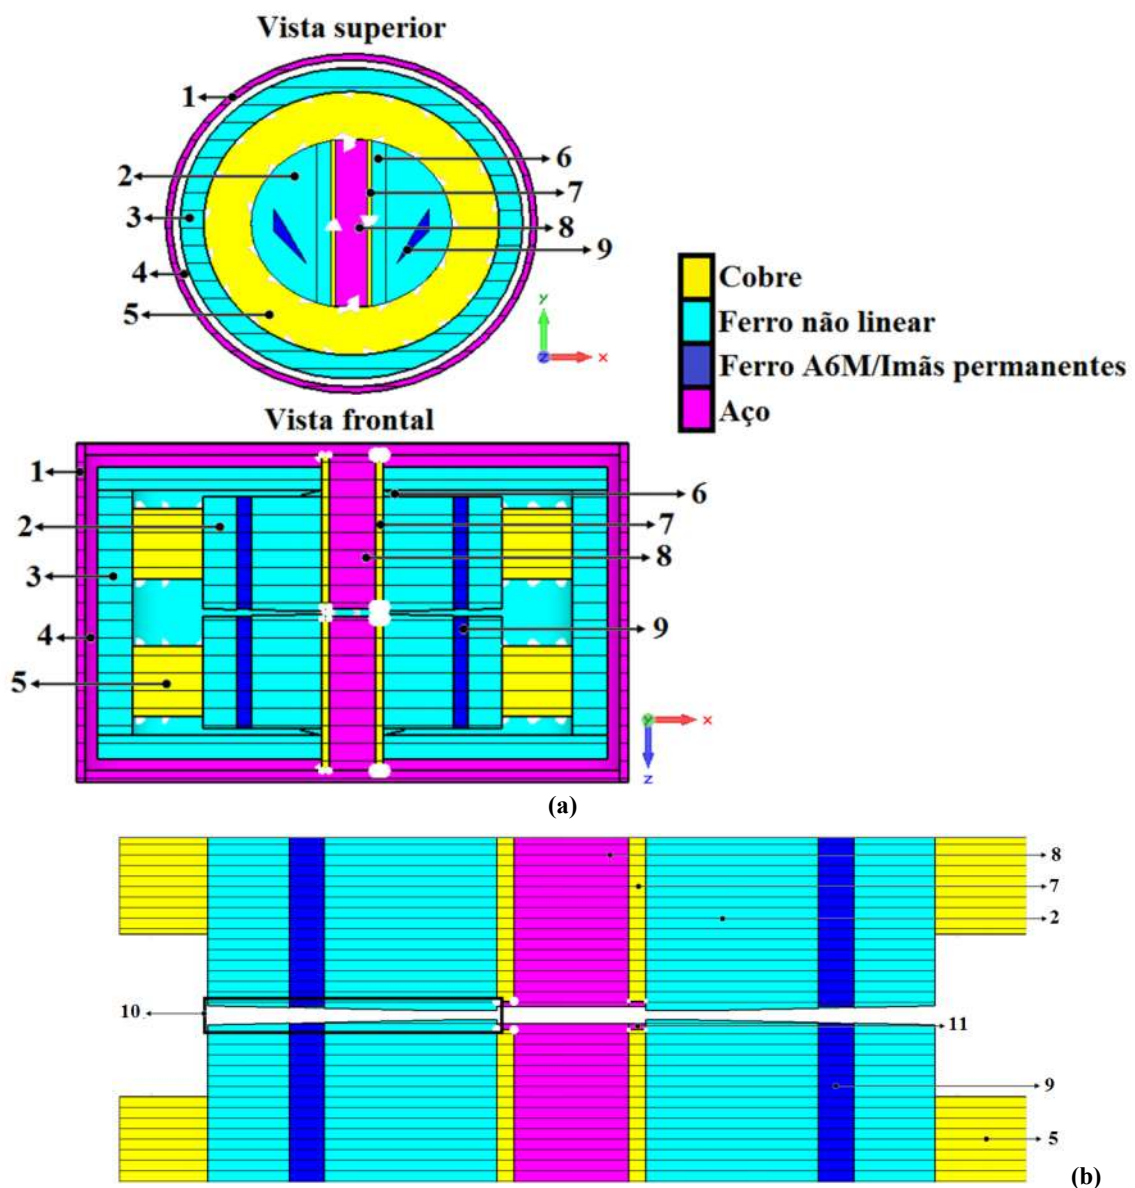 Vista superior
1
2
3
4
5
6
7
8
9
y
z
x
Cobre
Ferro não linear
Ferro A6M/Imãs permanentes
Aço
Vista frontal
1
2
3
4
5
6
7
8
9
y
x
z
(a)
8
7
2
10
11
9
5
(b)